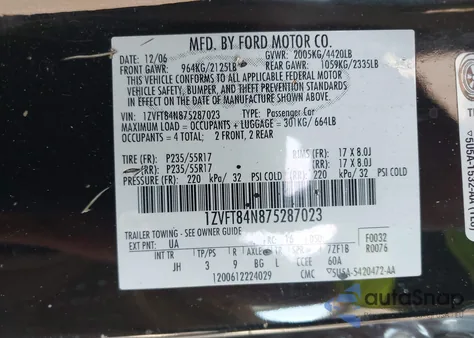 MFD. BY FORD MOTOR CO.
12/06
GVWR: 2005KG/4420LB
FRONT GAWR: 964KG/2125LB
REAR GAWR: 1059KG/2335LB
THIS VEHICLE CONFORMS TO ALL APPLICABLE FEDERAL MOTOR
VEHICLE SAFETY, BUMPER, AND THEFT PREVENTION STANDARDS
IN EFFECT ON THE DATE OF MANUFACTURE SHOWN ABOVE.
VIN: 1ZVFT84N875287023 TYPE: Passenger Car
MAXIMUM LOAD = OCCUPANTS + LUGGAGE = 301KG/ 664LB
OCCUPANTS = 4 TOTAL: 2 FRONT, 2 REAR
TIRE (FR): P235/55R17 (FR): 17 X 8.0J
(RR): P235/55R17 (RR): 17 X 8.0J
PRESSURE (FR): 220 kPa/ 32 PSI COLD (RR): 220 kPa/ 32 PSI COLD
1ZVFT84N875287023
TRAILER TOWING - SEE OWNER GUIDE
EXT PNT: UA 7ZF1B F0032
R0076
INT TR TP/PS R AXLE TR
JH 3 9 BG L CCEE 60A
1200612224029 CMC 5U5A-5420472-AA
autoSnap